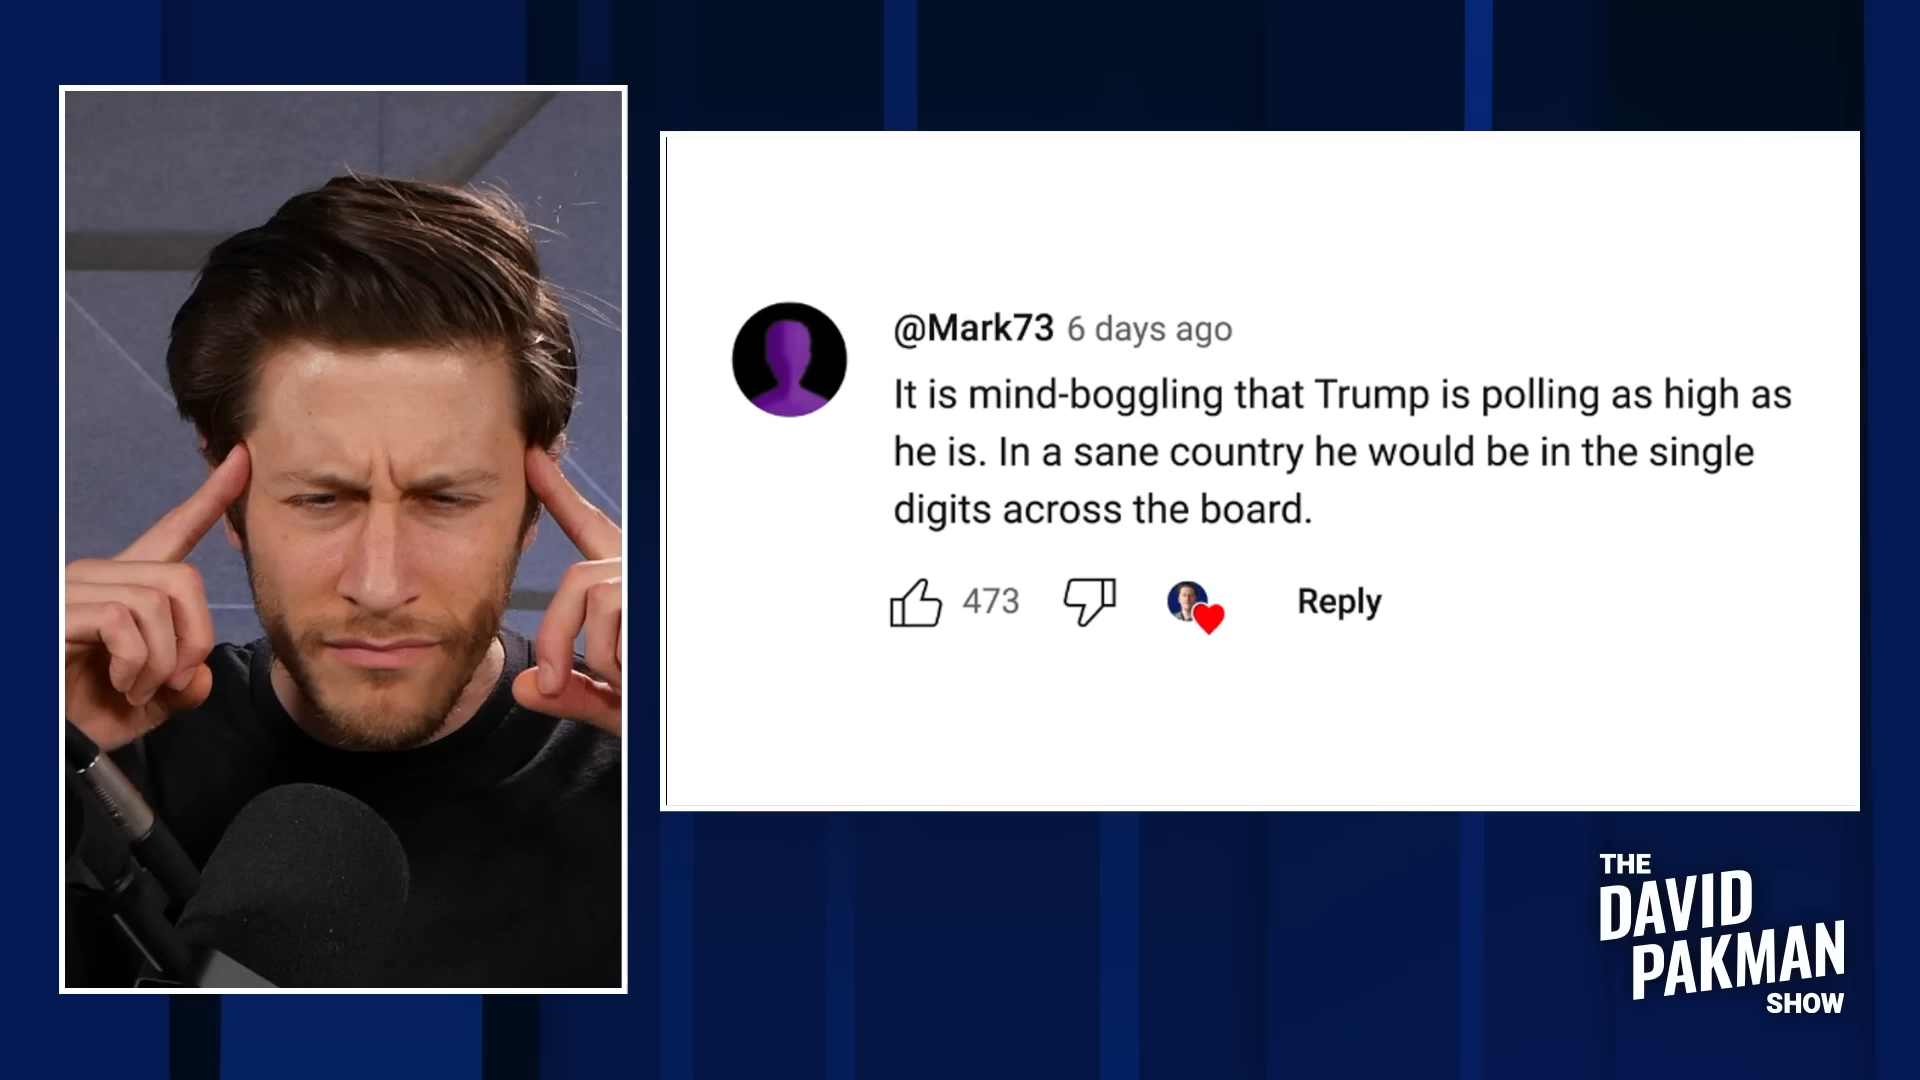 @Mark73 6 days ago
It is mind-boggling that Trump is polling as high as
he is. In a sane country he would be in the single
digits across the board.
473
Reply
THE
DAVID
PAKMAN
SHOW